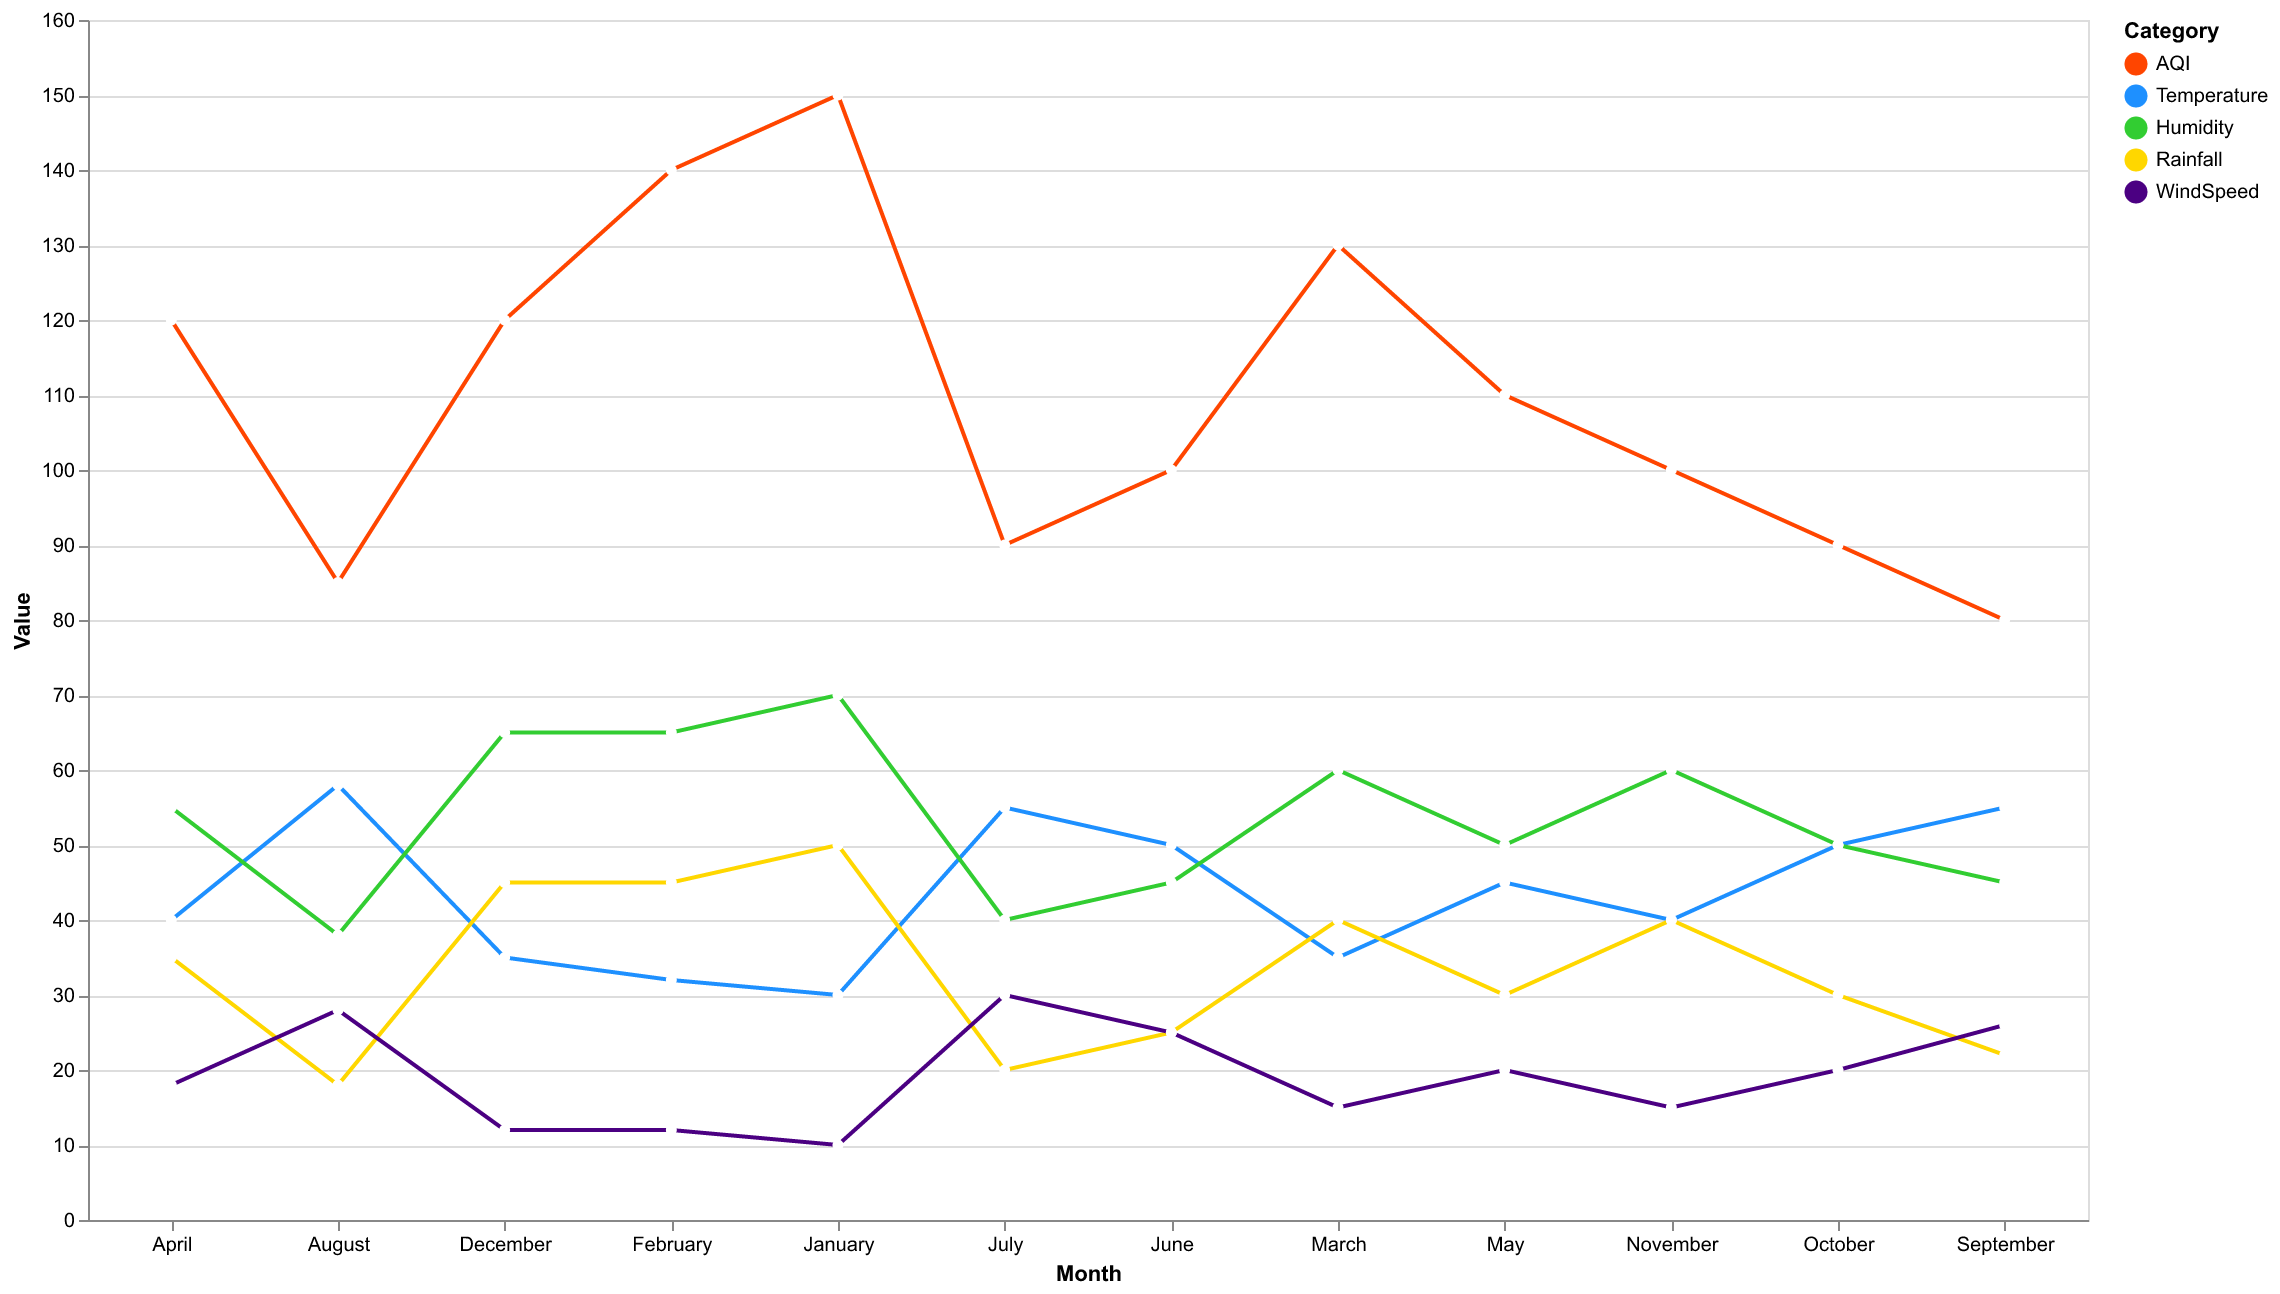 160
150
140
130
120
110
100
90
80
70
60
50
40
30
20
10
0
Value
April August December February January July June March May November October September
Month
Category
AQI
Temperature
Humidity
Rainfall
WindSpeed